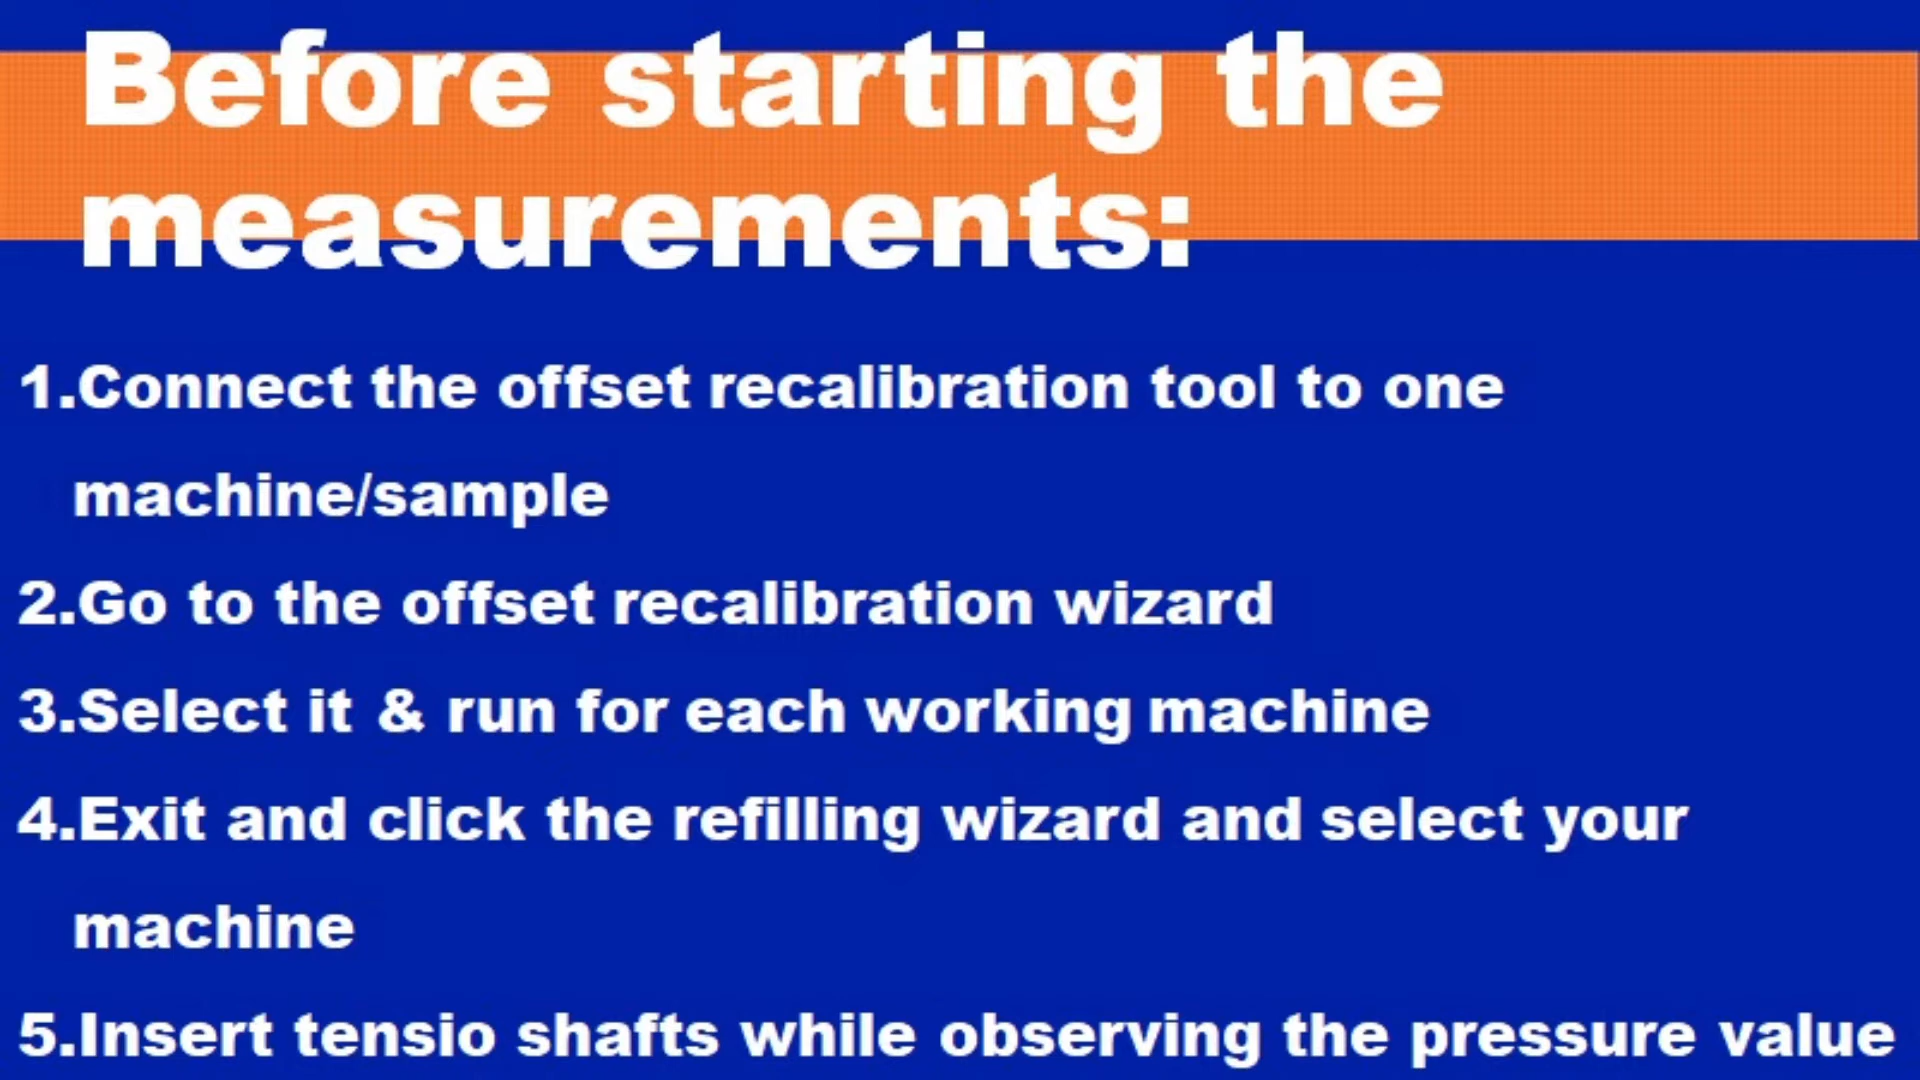 Before starting the
measurements:
1.Connect the offset recalibration tool to one
machine/sample
2.Go to the offset recalibration wizard
3.Select it & run for each working machine
4.Exit and click the refilling wizard and select your
machine
5.Insert tensio shafts while observing the pressure value